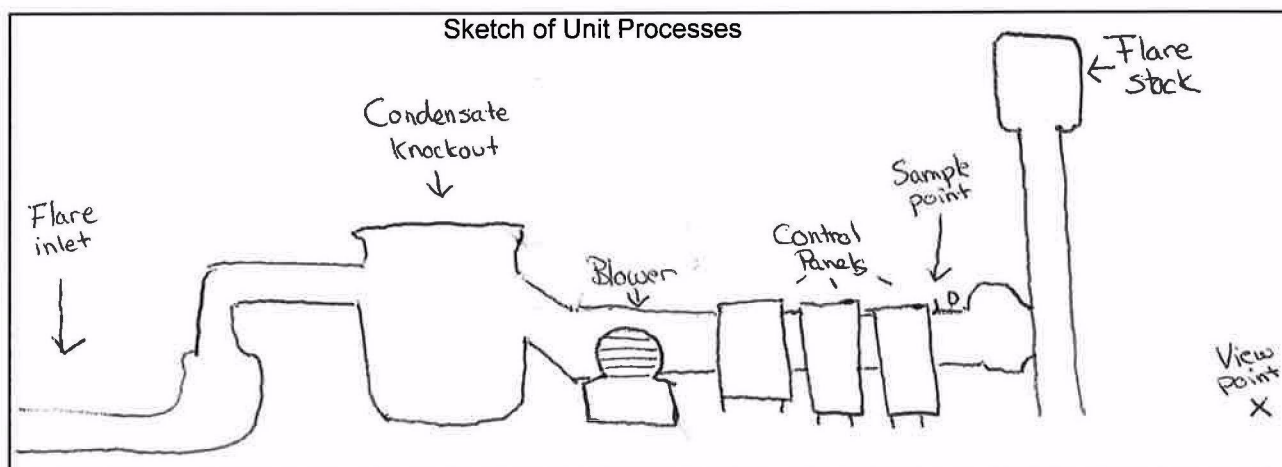 Sketch of Unit Processes
Flare
stack
Condensate
Knockout
Sample
point
Flare
inlet
Control
Panels
Blower
View
point
X